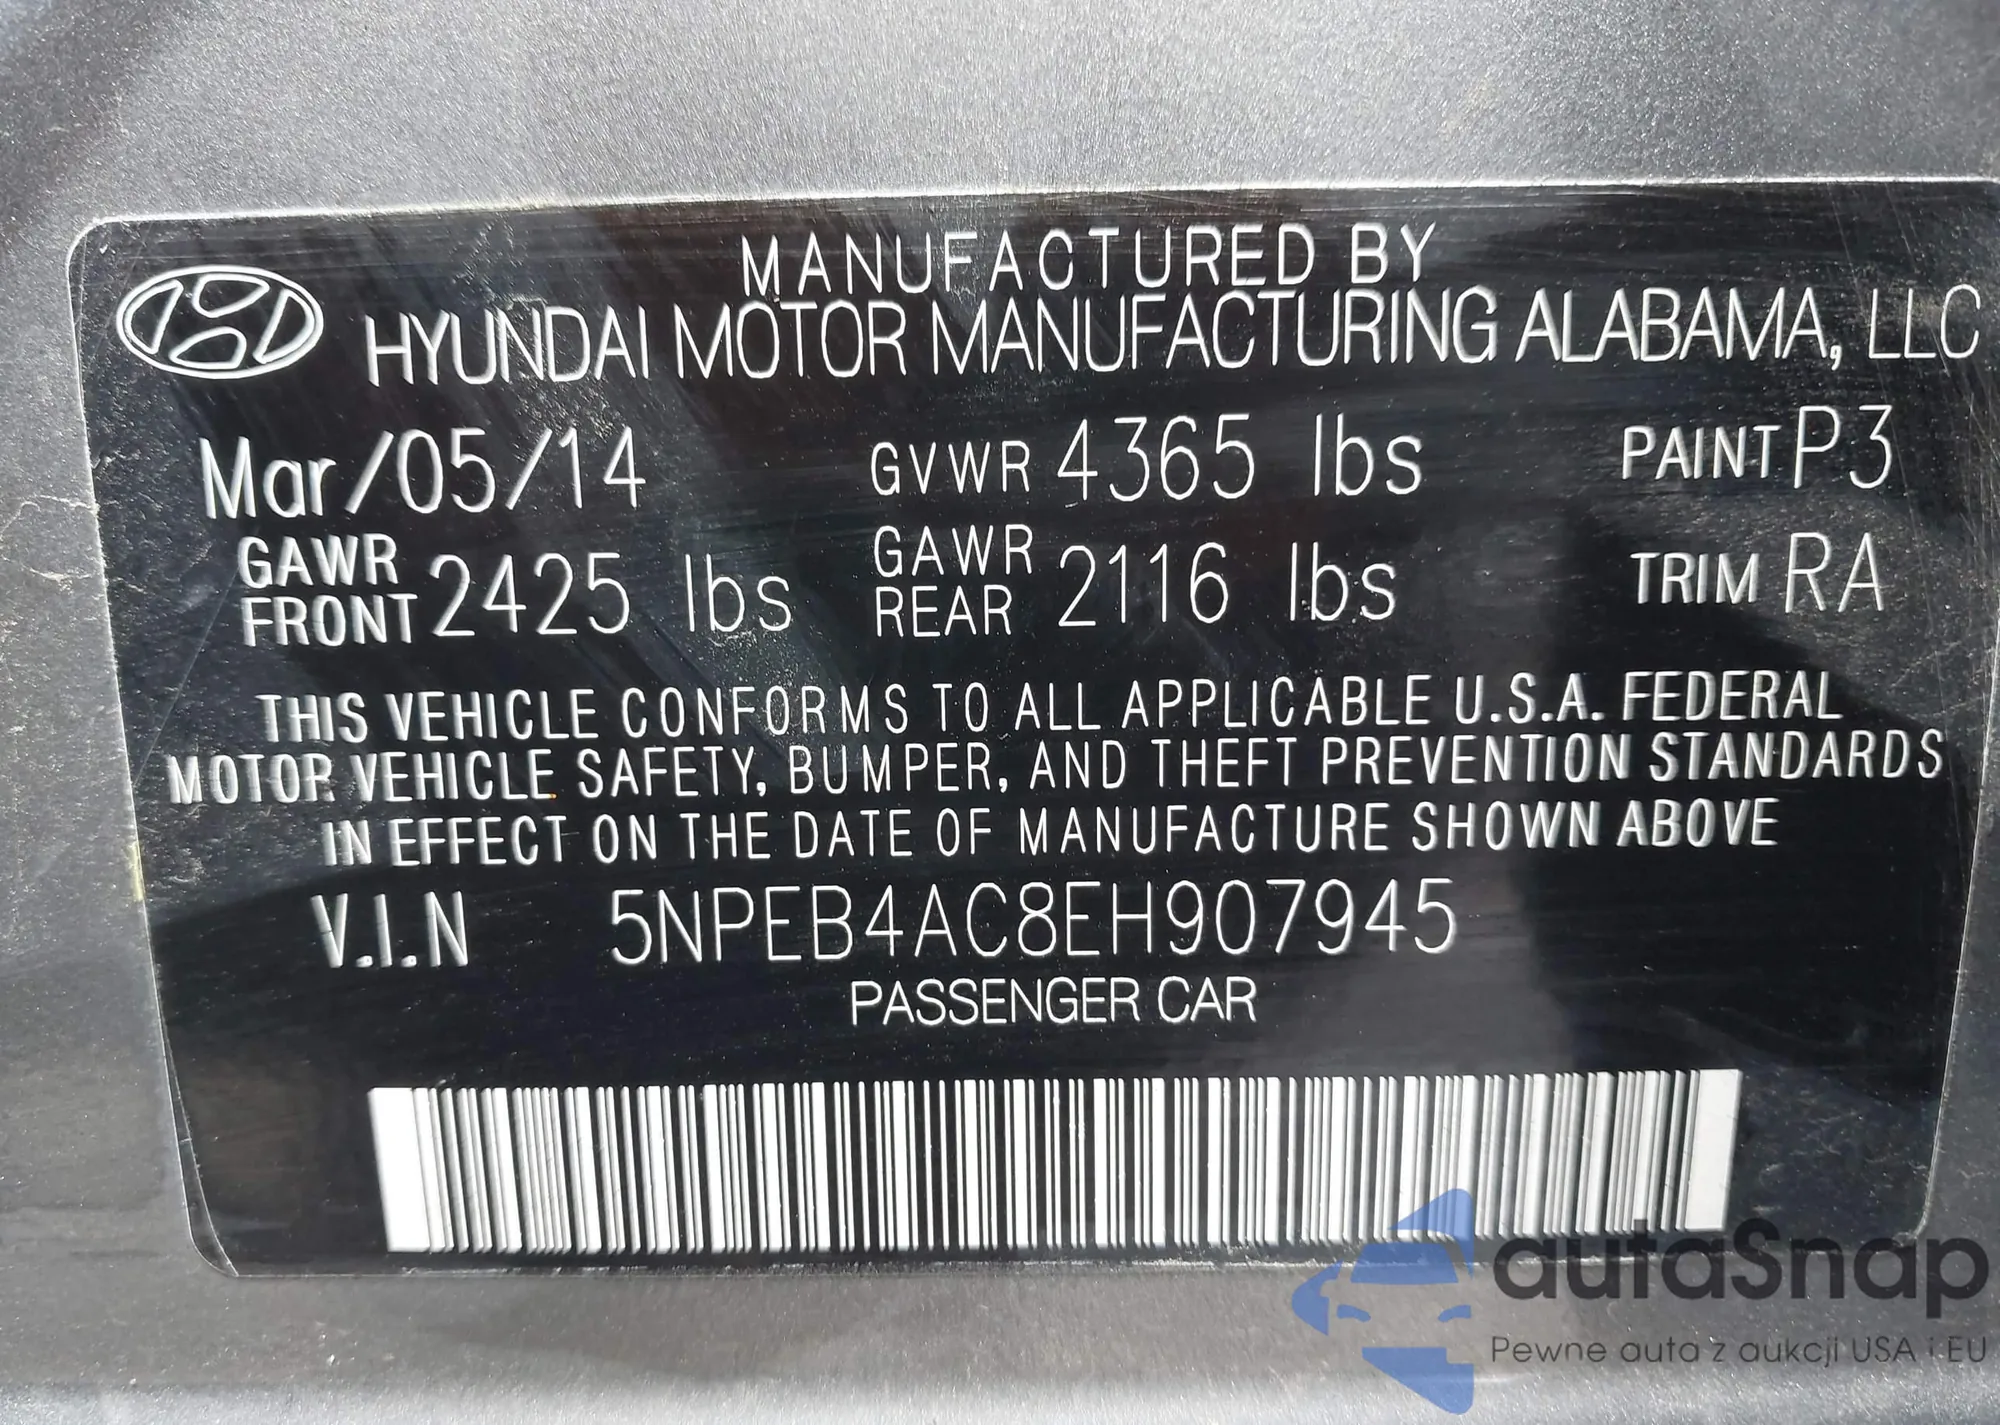 MANUFACTURED BY
HYUNDAI MOTOR MANUFACTURING ALABAMA, LLC
Mar/05/14 GVWR 4365 lbs PAINT P3
GAWR FRONT 2425 lbs GAWR REAR 2116 lbs TRIM RA
THIS VEHICLE CONFORMS TO ALL APPLICABLE U.S.A. FEDERAL
MOTOR VEHICLE SAFETY, BUMPER, AND THEFT PREVENTION STANDARDS
IN EFFECT ON THE DATE OF MANUFACTURE SHOWN ABOVE
V.I.N 5NPEB4AC8EH907945
PASSENGER CAR
autaSnap
Pewne auta z aukcji USA i EU